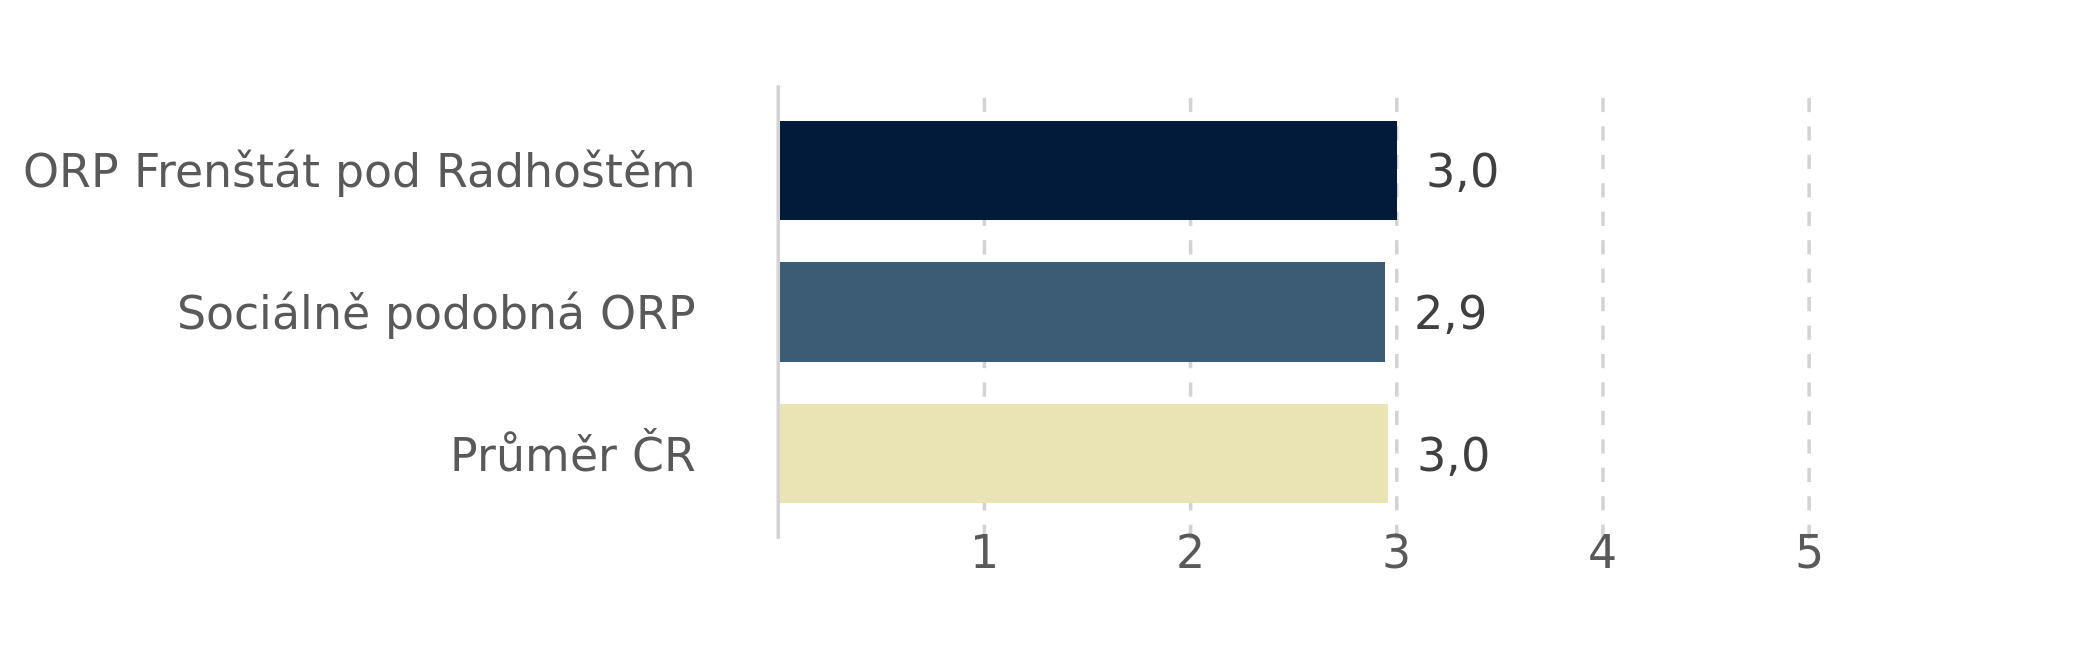 ORP Frenštát pod Radhoštěm 3,0
Sociálně podobná ORP 2,9
Průměr ČR 3,0
1 2 3 4 5